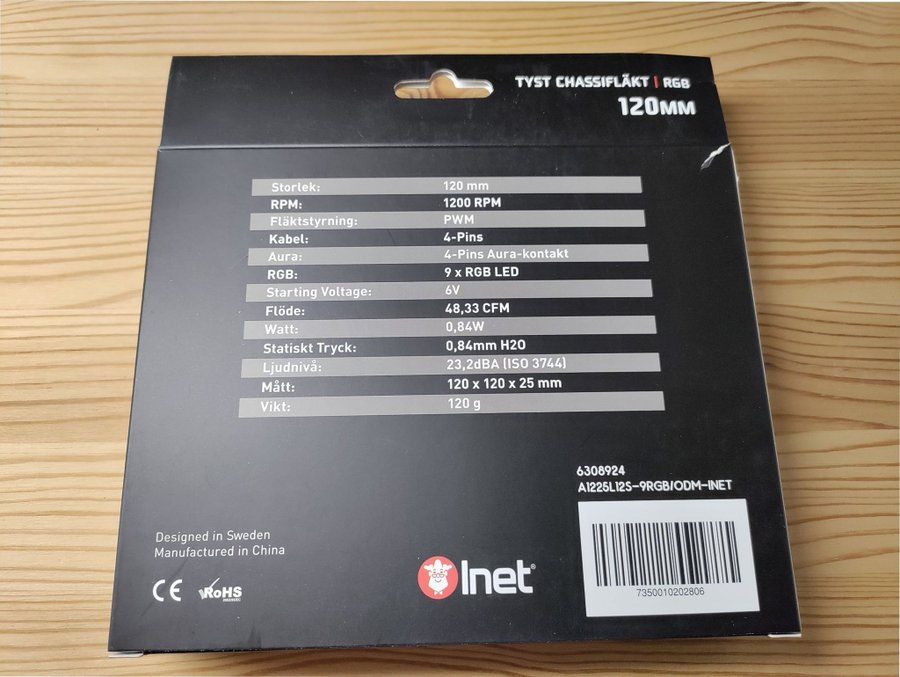 TYST CHASSIFLÄKT | RGB
120MM
Storlek: 120 mm
RPM: 1200 RPM
Fläktstyrning: PWM
Kabel: 4-Pins
Aura: 4-Pins Aura-kontakt
RGB: 9 x RGB LED
Starting Voltage: 6V
Flöde: 48,33 CFM
Watt: 0,84W
Statiskt Tryck: 0,84mm H2O
Ljudnivå: 23,2dBA (ISO 3744)
Mått: 120 x 120 x 25 mm
Vikt: 120 g
6308924
A1225L12S-9RGB/ODM-INET
Designed in Sweden
Manufactured in China
CE RoHS
Inet
7350010202806